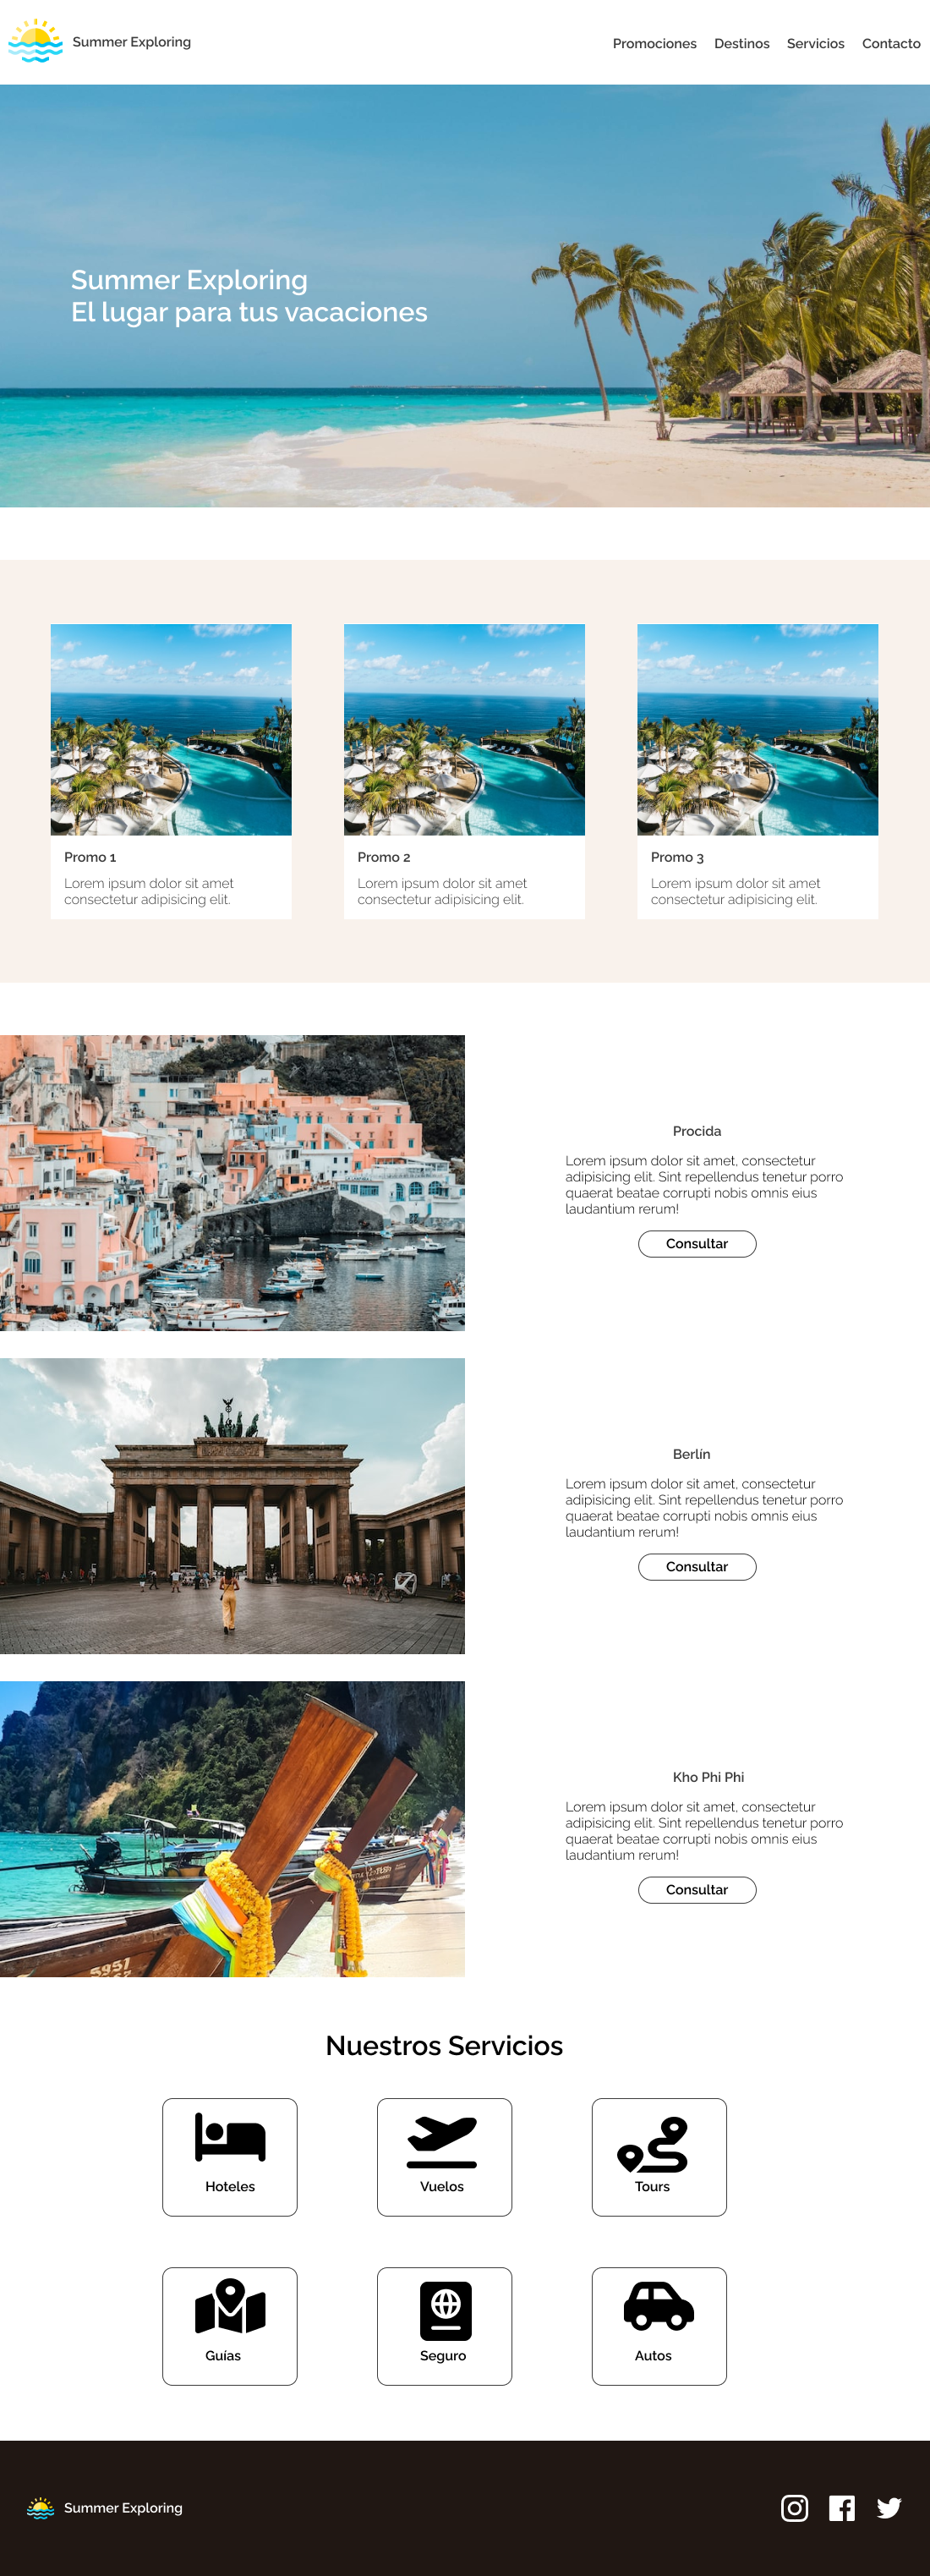 Summer Exploring
Promociones Destinos Servicios Contacto
Summer Exploring
El lugar para tus vacaciones
Promo 1
Lorem ipsum dolor sit amet
consectetur adipisicing elit.
Promo 2
Lorem ipsum dolor sit amet
consectetur adipisicing elit.
Promo 3
Lorem ipsum dolor sit amet
consectetur adipisicing elit.
Procida
Lorem ipsum dolor sit amet, consectetur
adipisicing elit. Sint repellendus tenetur porro
quaerat beatae corrupti nobis omnis eius
laudantium rerum!
Consultar
Berlín
Lorem ipsum dolor sit amet, consectetur
adipisicing elit. Sint repellendus tenetur porro
quaerat beatae corrupti nobis omnis eius
laudantium rerum!
Consultar
5951
Kho Phi Phi
Lorem ipsum dolor sit amet, consectetur
adipisicing elit. Sint repellendus tenetur porro
quaerat beatae corrupti nobis omnis eius
laudantium rerum!
Consultar
Nuestros Servicios
Hoteles
Vuelos
Tours
Guías
Seguro
Autos
Summer Exploring